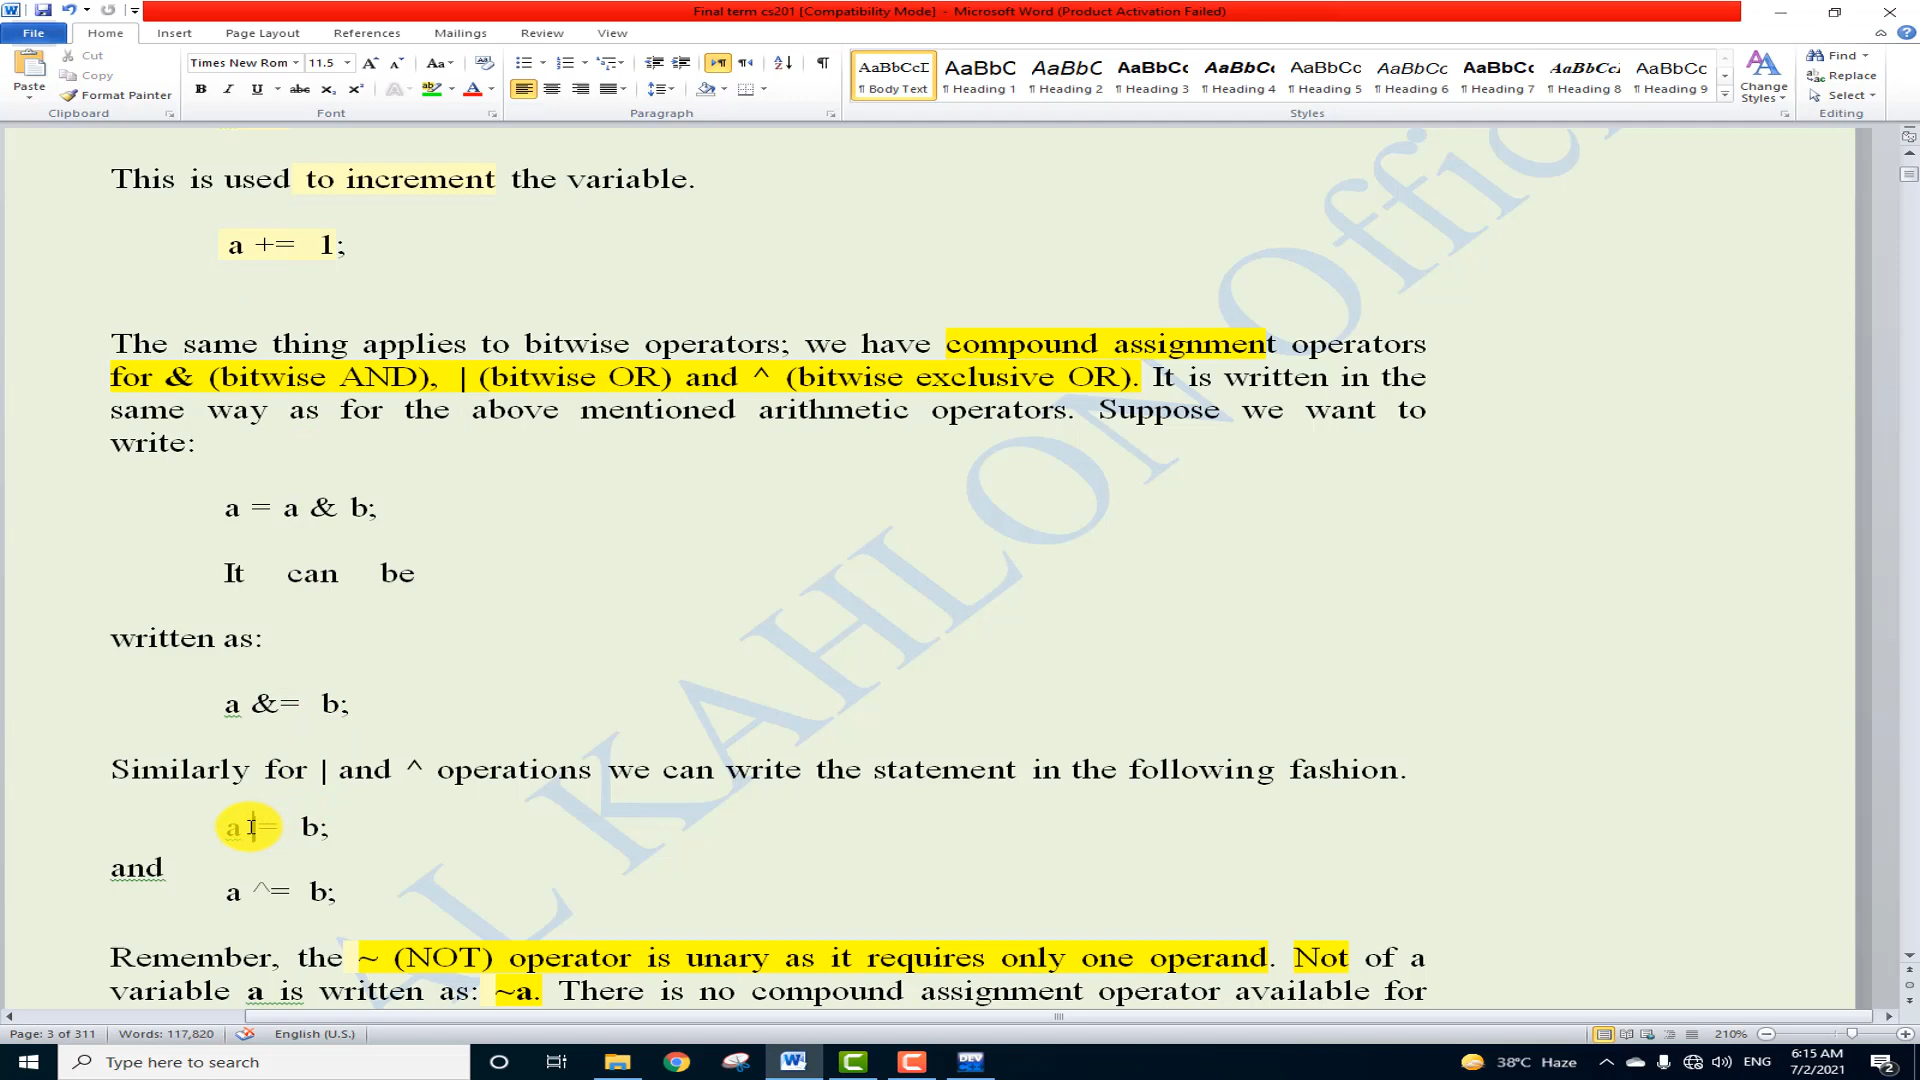 Final term cs201 [Compatibility Mode] - Microsoft Word (Product Activation Failed)
File Home Insert Page Layout References Mailings Review View
Paste
Cut
Copy
Format Painter
Clipboard
Times New Rom 11.5
Font
Paragraph
AaBbCcI AaBbC AaBbC AaBbCc AaBbCc AaBbCc AaBbCc AaBbCc AaBbCcI AaBbCc
¶ Body Text ¶ Heading 1 ¶ Heading 2 ¶ Heading 3 ¶ Heading 4 ¶ Heading 5 ¶ Heading 6 ¶ Heading 7 ¶ Heading 8 ¶ Heading 9
Styles
Change
Styles
Find
Replace
Select
Editing
This is used to increment the variable.
a += 1;
The same thing applies to bitwise operators; we have compound assignment operators
for & (bitwise AND), | (bitwise OR) and ^ (bitwise exclusive OR). It is written in the
same way as for the above mentioned arithmetic operators. Suppose we want to
write:
a = a & b;
It can be
written as:
a &= b;
Similarly for | and ^ operations we can write the statement in the following fashion.
a |= b;
and
a ^= b;
Remember, the ~ (NOT) operator is unary as it requires only one operand. Not of a
variable a is written as: ~a. There is no compound assignment operator available for
AL KAHLON Offic
Page: 3 of 311 Words: 117,820 English (U.S.) 210%
Type here to search
38°C Haze ENG
6:15 AM
7/2/2021
2